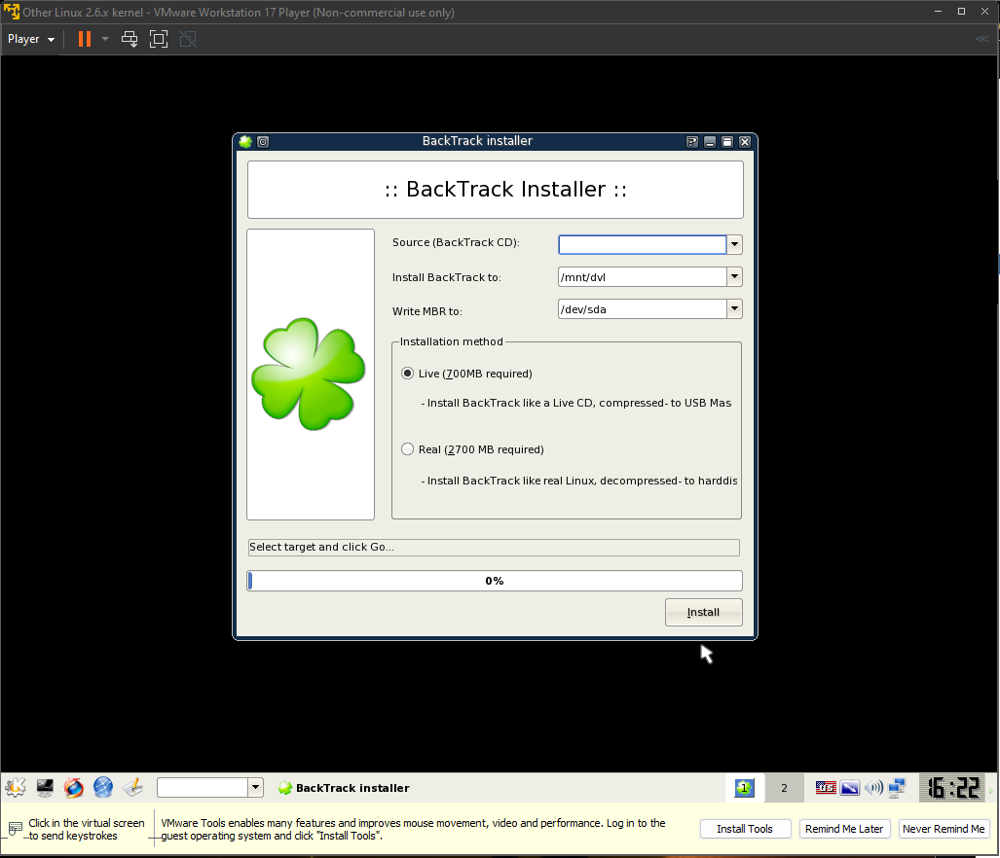 Other Linux 2.6.x kernel - VMware Workstation 17 Player (Non-commercial use only)
Player
BackTrack installer
:: BackTrack Installer ::
Source (BackTrack CD):
Install BackTrack to:
/mnt/dvl
Write MBR to:
/dev/sda
Installation method
Live (700MB required)
- Install BackTrack like a Live CD, compressed- to USB Mas
Real (2700 MB required)
- Install BackTrack like real Linux, decompressed- to harddis
Select target and click Go...
0%
Install
BackTrack installer
1
2
16:22
Click in the virtual screen
to send keystrokes
VMware Tools enables many features and improves mouse movement, video and performance. Log in to the
guest operating system and click "Install Tools".
Install Tools
Remind Me Later
Never Remind Me